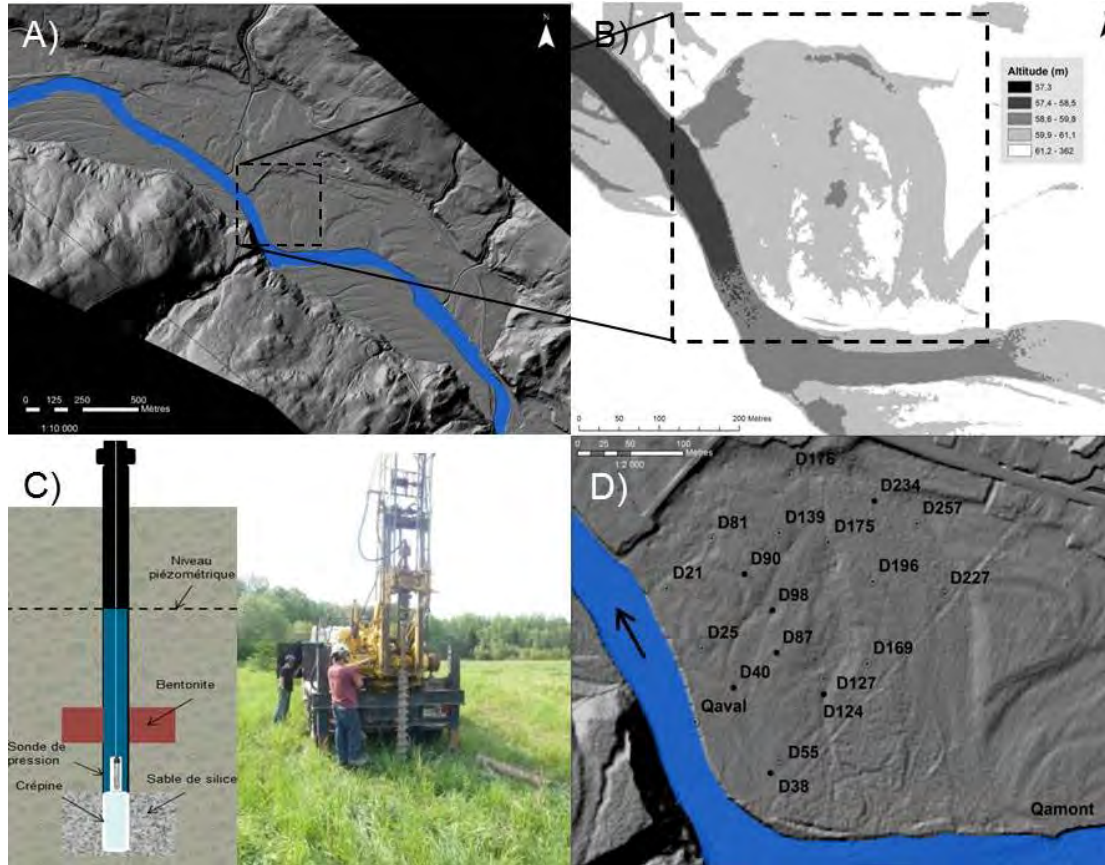 A)
N
0 125 250 500
Mètres
1:10 000
B)
Altitude (m)
57,3
57,4 - 58,5
58,6 - 59,8
59,9 - 61,1
61,2 - 362
0 50 100 200 Mètres
C)
Niveau
piézométrique
Bentonite
Sonde de
pression
Sable de silice
Crépine
0 25 50 100
Mètres
1:2 000
D)
D176
D234
D257
D81
D139
D175
D90
D21
D196
D227
D98
D25
D87
D169
D40
D127
Qaval
D124
D55
D38
Qamont